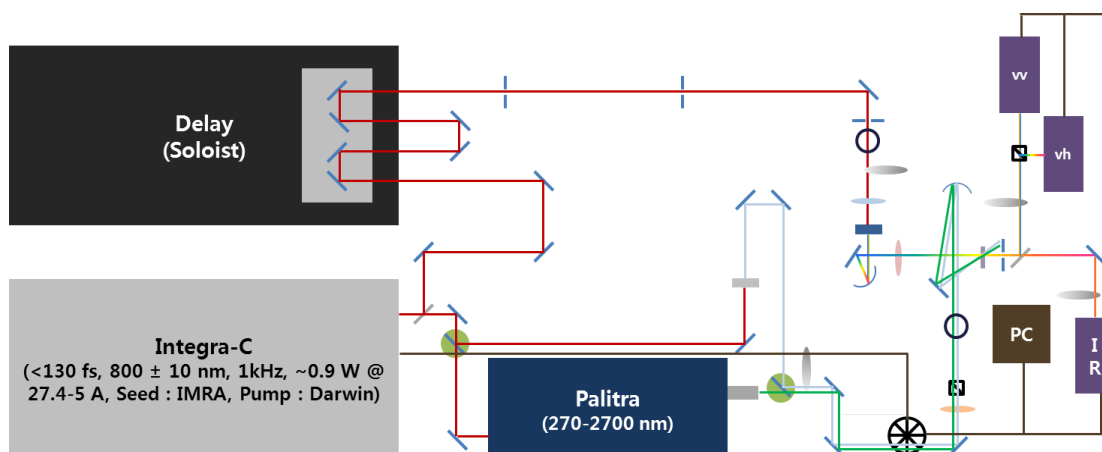 Delay
(Soloist)
vv
vh
Integra-C
(<130 fs, 800 ± 10 nm, 1kHz, ~0.9 W @
27.4-5 A, Seed : IMRA, Pump : Darwin)
Palitra
(270-2700 nm)
PC
I
R